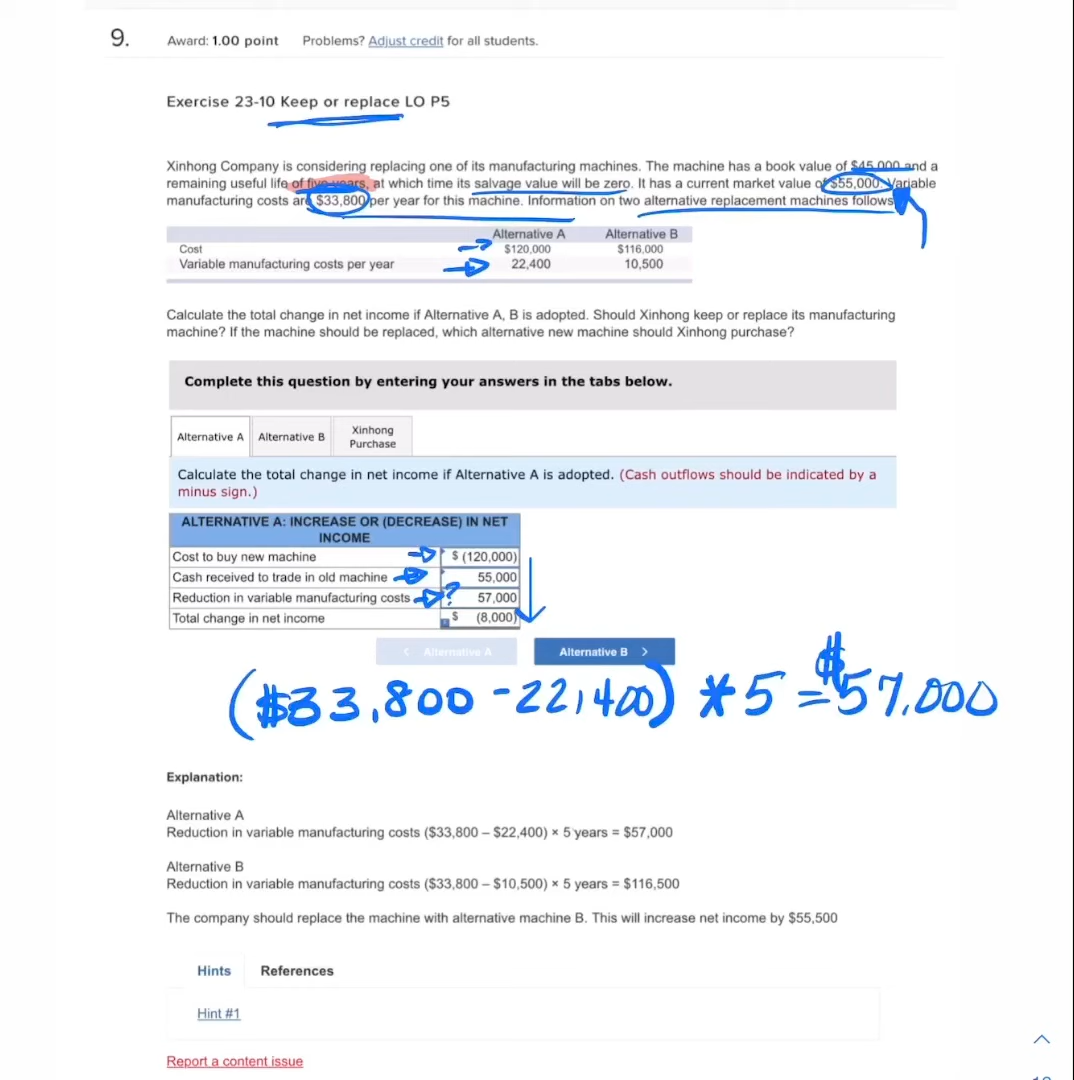 9.
Award: 1.00 point Problems? Adjust credit for all students.
Exercise 23-10 Keep or replace LO P5
Xinhong Company is considering replacing one of its manufacturing machines. The machine has a book value of $45,000 and a
remaining useful life of five years, at which time its salvage value will be zero. It has a current market value of $55,000. Variable
manufacturing costs are $33,800 per year for this machine. Information on two alternative replacement machines follows
Alternative A Alternative B
Cost $120,000 $116,000
Variable manufacturing costs per year 22,400 10,500
Calculate the total change in net income if Alternative A, B is adopted. Should Xinhong keep or replace its manufacturing
machine? If the machine should be replaced, which alternative new machine should Xinhong purchase?
Complete this question by entering your answers in the tabs below.
Alternative A Alternative B Xinhong
Purchase
Calculate the total change in net income if Alternative A is adopted. (Cash outflows should be indicated by a
minus sign.)
ALTERNATIVE A: INCREASE OR (DECREASE) IN NET
INCOME
Cost to buy new machine $ (120,000)
Cash received to trade in old machine 55,000
Reduction in variable manufacturing costs ? 57,000
Total change in net income $ (8,000)
< Alternative A Alternative B >
($33,800 - 22,400) * 5 = $57,000
Explanation:
Alternative A
Reduction in variable manufacturing costs ($33,800 – $22,400) × 5 years = $57,000
Alternative B
Reduction in variable manufacturing costs ($33,800 – $10,500) × 5 years = $116,500
The company should replace the machine with alternative machine B. This will increase net income by $55,500
Hints References
Hint #1
Report a content issue